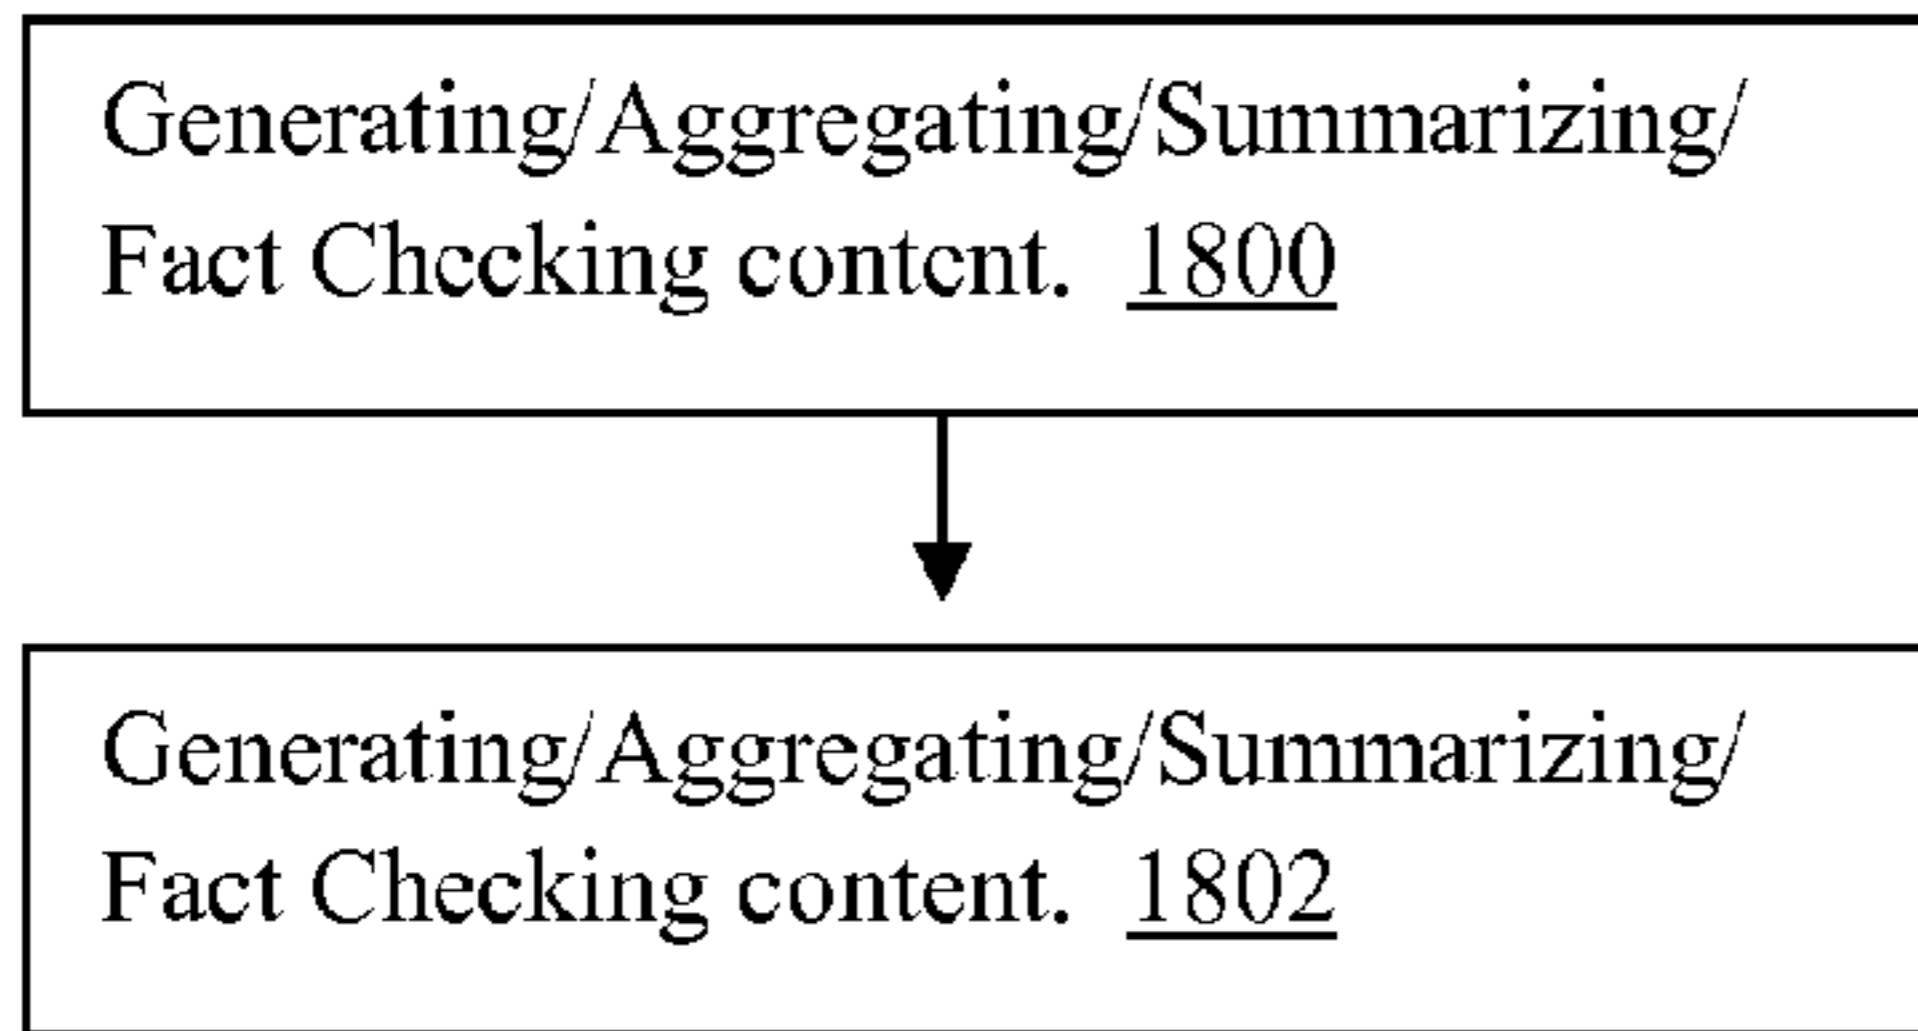 Generating/Aggregating/Summarizing/
Fact Checking content. 1800
Generating/Aggregating/Summarizing/
Fact Checking content. 1802